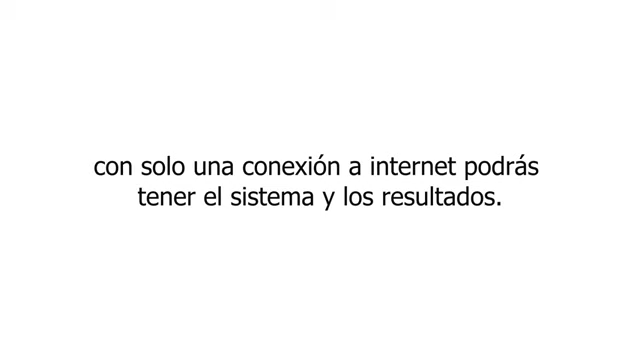 con solo una conexión a internet podrás
tener el sistema y los resultados.